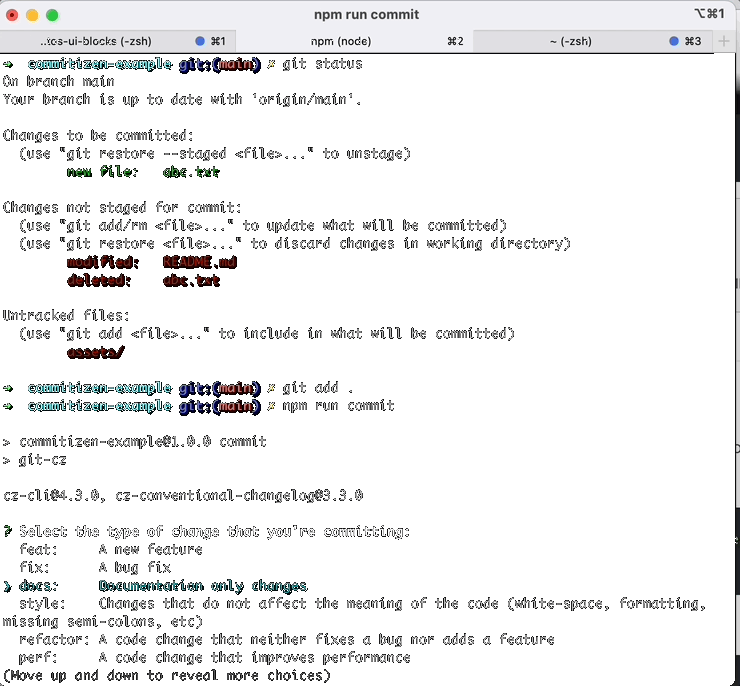 npm run commit
⌥⌘1
..tos-ui-blocks (-zsh) ⌘1
npm (node) ⌘2
~ (-zsh) ⌘3
+
→ commitizen-example git:(main) ✗ git status
On branch main
Your branch is up to date with 'origin/main'.
Changes to be committed:
(use "git restore --staged <file>..." to unstage)
new file: abc.txt
Changes not staged for commit:
(use "git add/rm <file>..." to update what will be committed)
(use "git restore <file>..." to discard changes in working directory)
modified: README.md
deleted: abc.txt
Untracked files:
(use "git add <file>..." to include in what will be committed)
assets/
→ commitizen-example git:(main) ✗ git add .
→ commitizen-example git:(main) ✗ npm run commit
> commitizen-example@1.0.0 commit
> git-cz
cz-cli@4.3.0, cz-conventional-changelog@3.3.0
? Select the type of change that you're committing:
feat: A new feature
fix: A bug fix
❯ docs: Documentation only changes
style: Changes that do not affect the meaning of the code (white-space, formatting,
missing semi-colons, etc)
refactor: A code change that neither fixes a bug nor adds a feature
perf: A code change that improves performance
(Move up and down to reveal more choices)